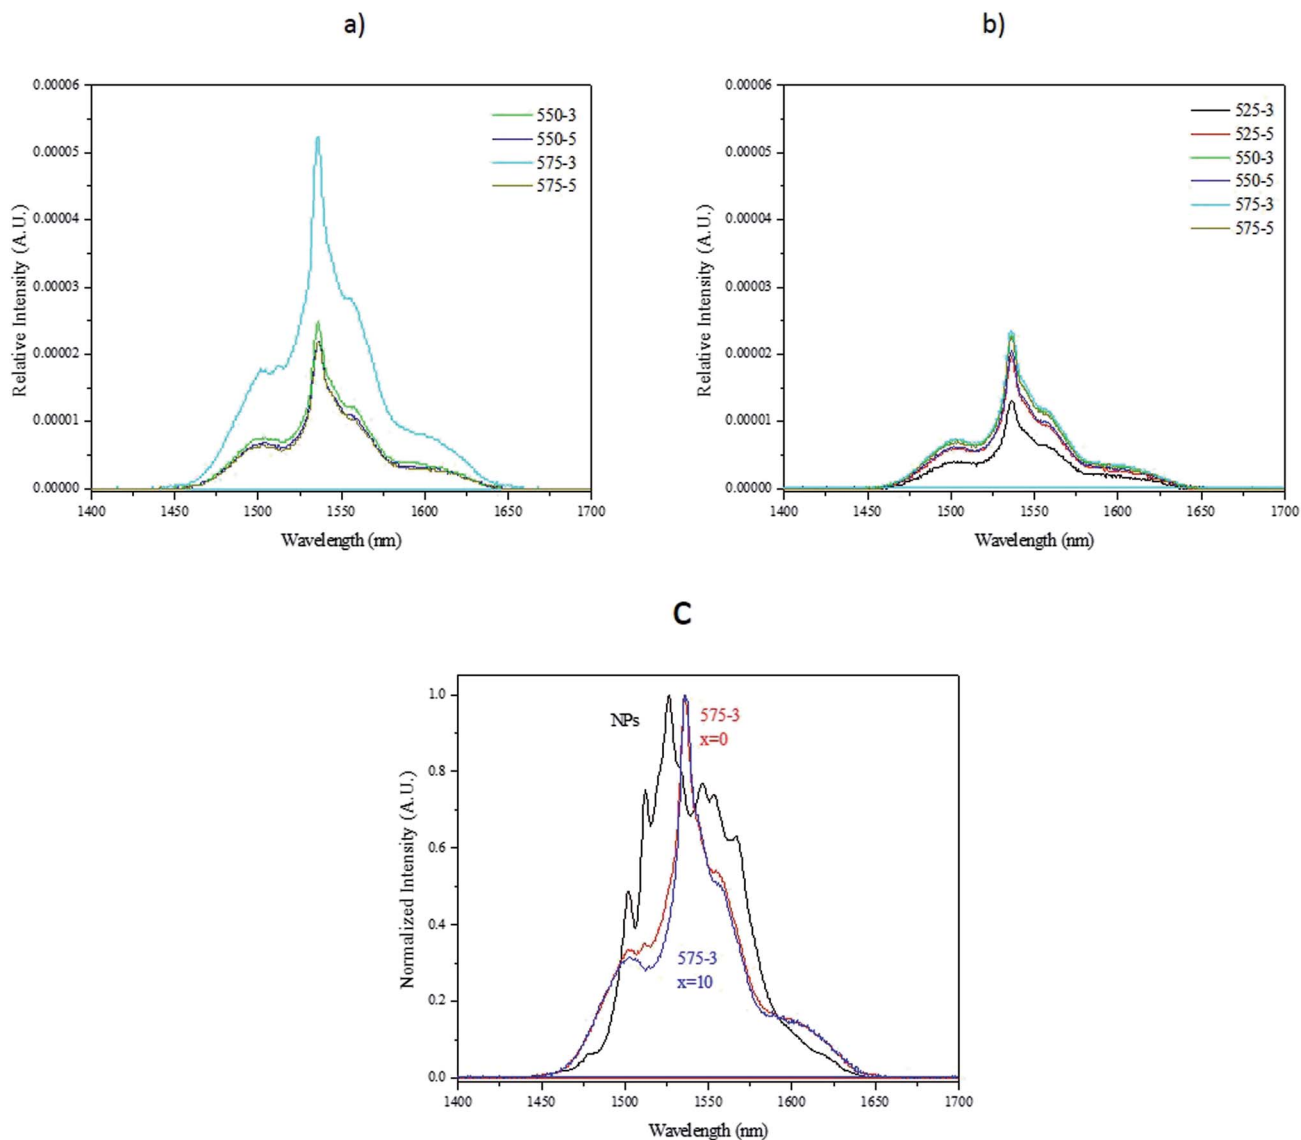 a)
0.00006
0.00005
0.00004
0.00003
0.00002
0.00001
0.00000
Relative Intensity (A.U.)
550-3
550-5
575-3
575-5
1400 1450 1500 1550 1600 1650 1700
Wavelength (nm)
b)
0.00006
0.00005
0.00004
0.00003
0.00002
0.00001
0.00000
Relative Intensity (A.U.)
525-3
525-5
550-3
550-5
575-3
575-5
1400 1450 1500 1550 1600 1650 1700
Wavelength (nm)
C
1.0
0.8
0.6
0.4
0.2
0.0
Normalized Intensity (A.U.)
NPs
575-3
x=0
575-3
x=10
1400 1450 1500 1550 1600 1650 1700
Wavelength (nm)